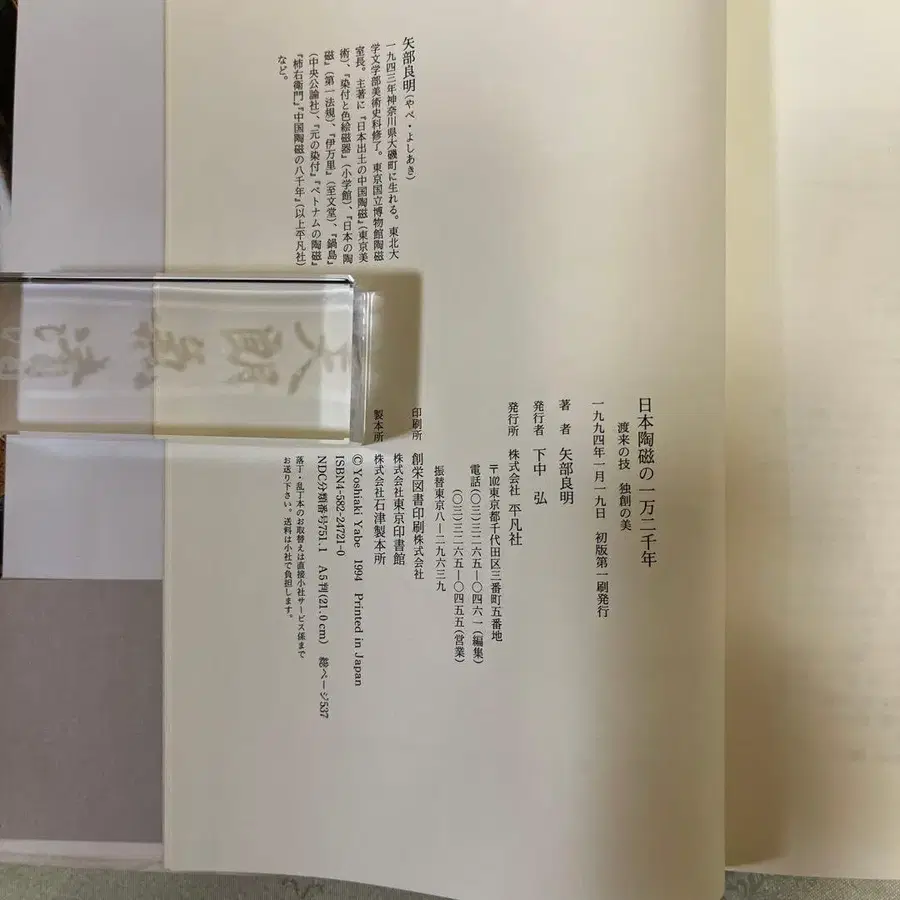 矢部良明(やべ・よしあき)
一九四三年神奈川県大磯町に生れる。東北大
学文学部美術史科修了。東京国立博物館陶磁
室長。主著に『日本出土の中国陶磁』(東京美
術)、『染付と色絵磁器』(小学館)、『日本の陶
磁』(第一法規)、『伊万里』(至文堂)、『鍋島』
(中央公論社)、『元の染付』『ベトナムの陶磁』
『柿右衛門』『中国陶磁の八千年』(以上平凡社)
など。
日本陶磁の一万二千年
渡来の技 独創の美
一九九四年一月一九日 初版第一刷発行
著 者 矢部良明
発行者 下中 弘
発行所 株式会社 平凡社
〒102東京都千代田区三番町五番地
電話(〇三)三二六五―〇四六一(編集)
(〇三)三二六五―〇四五五(営業)
振替東京八―二九六三九
印刷所 創栄図書印刷株式会社
株式会社東京印書館
製本所 株式会社石津製本所
© Yoshiaki Yabe 1994 Printed in Japan
ISBN4-582-24721-0
NDC分類番号751.1 A5判(21.0cm) 総ページ537
落丁・乱丁本のお取替えは直接小社サービス係まで
お送り下さい。送料は小社で負担します。
天朗氣清